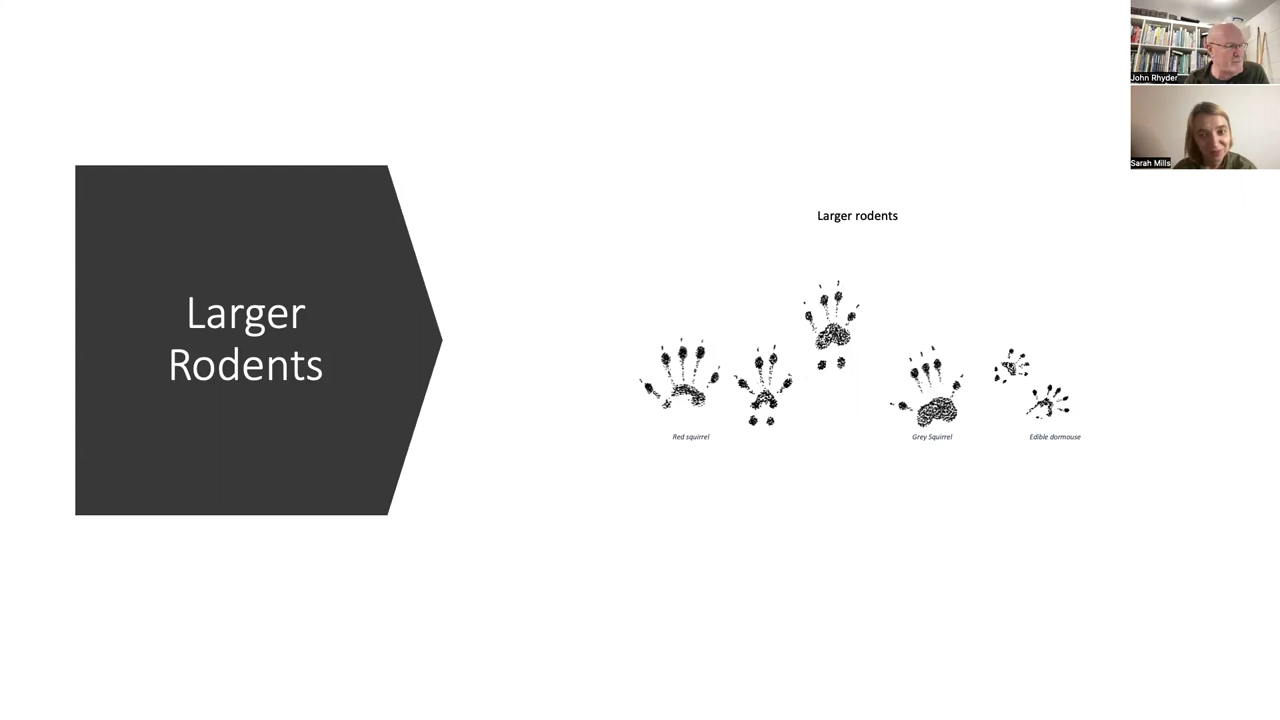 John Rhyder
Sarah Mills
Larger rodents
Larger
Rodents
Red squirrel
Grey Squirrel
Edible dormouse